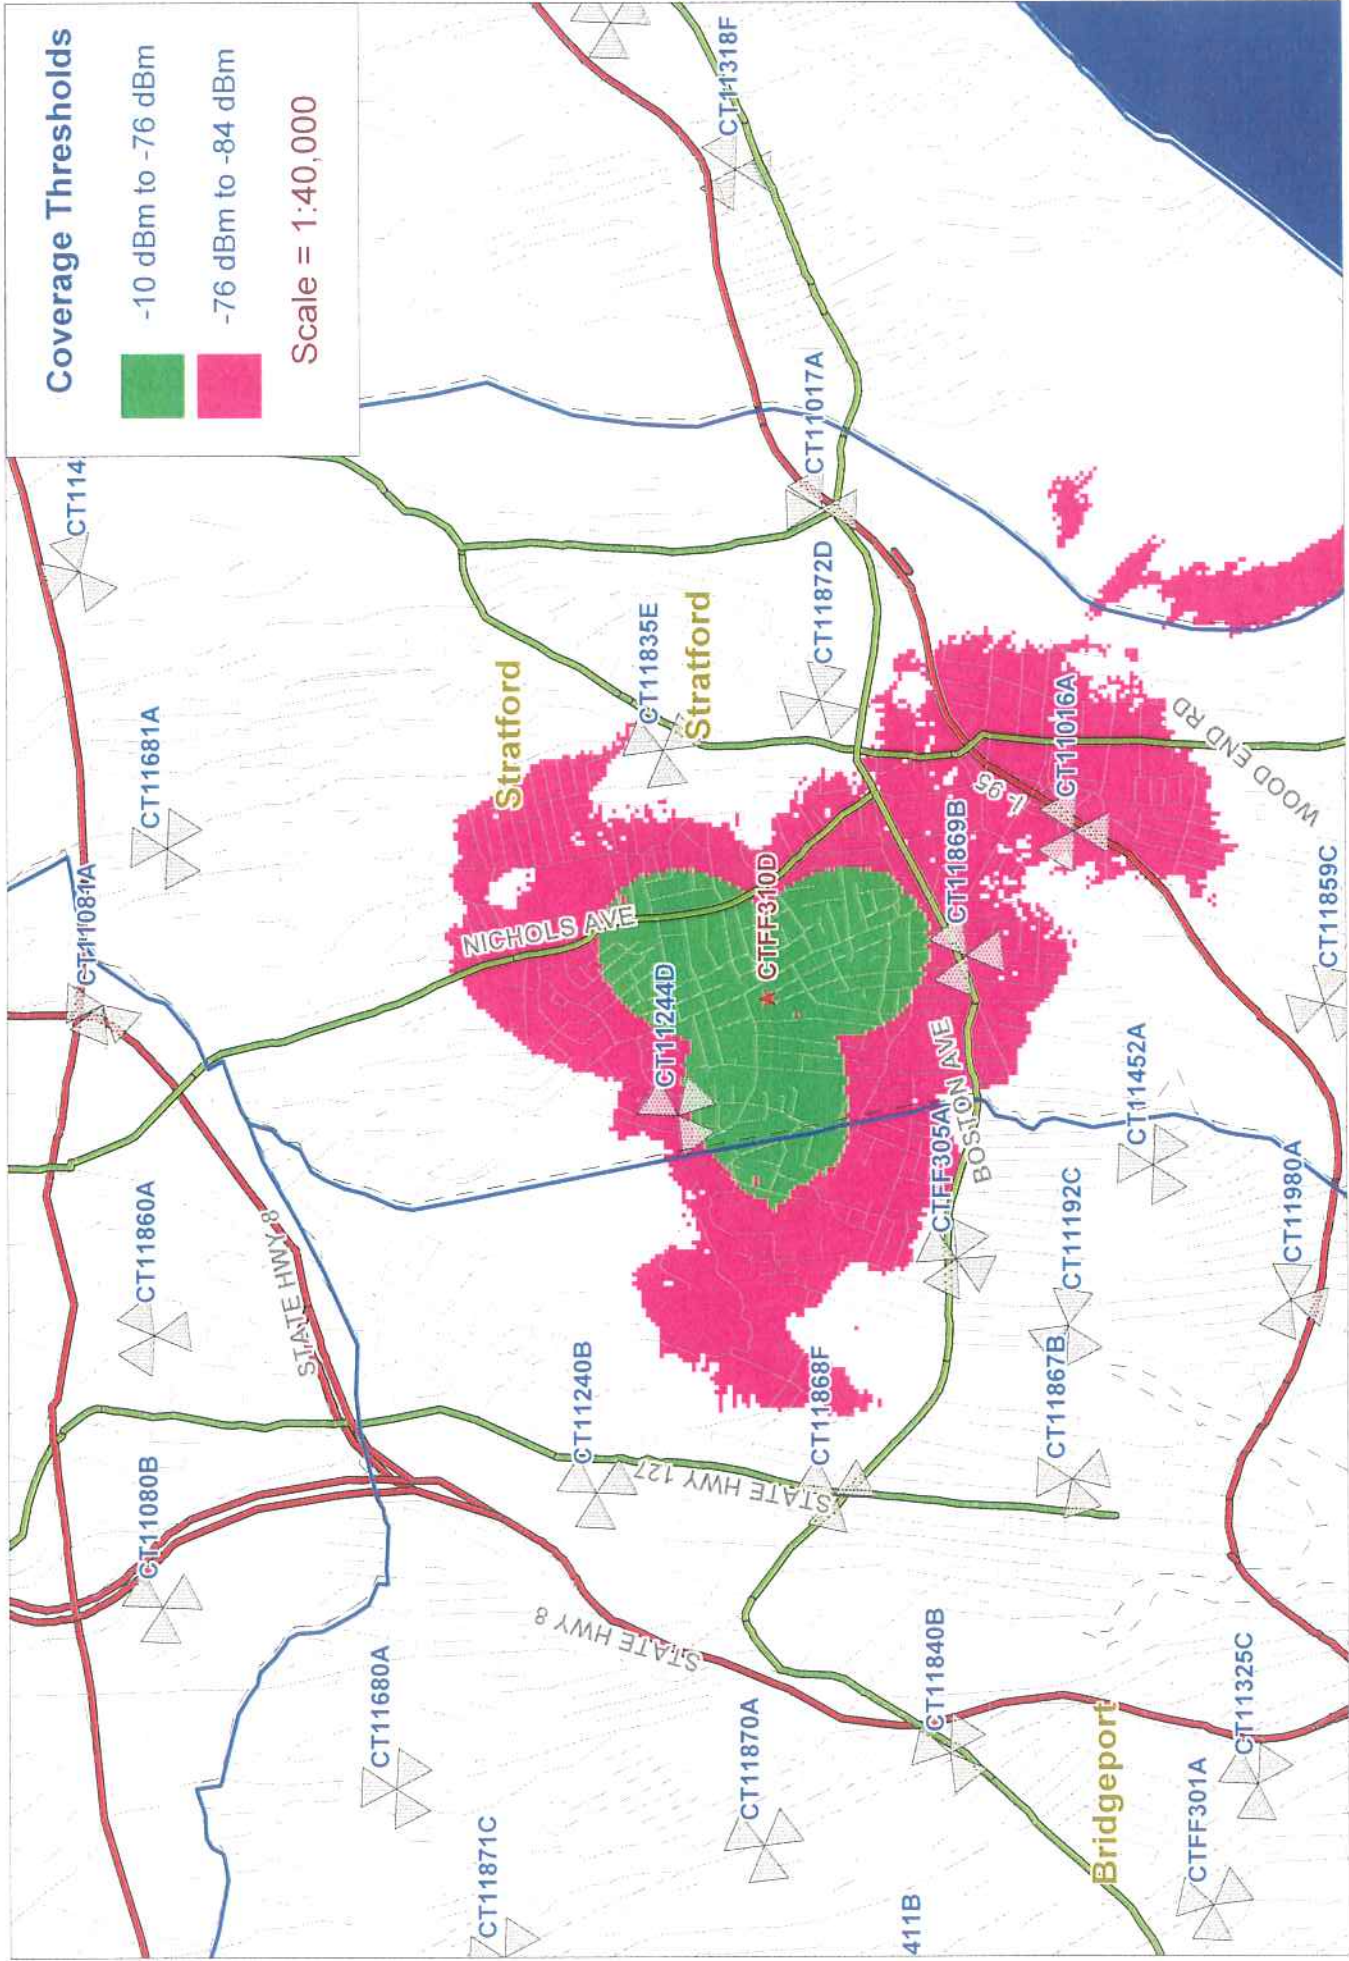 Coverage Thresholds
-10 dBm to -76 dBm
-76 dBm to -84 dBm
Scale = 1:40,000
CT11318F
CT114
CT11681A
CT11081A
CT11860A
CT11080B
CT11680A
CT11871C
STATE HWY 8
STATE HWY 8
CT11240B
STATE HWY 127
NICHOLS AVE
Stratford
CT11835E
Stratford
CT11017A
CT11872D
CT11244D
CTFF310D
CT11868F
CT11870A
CT11869B
BOSTON AVE
CTFF305A
CT11840B
411B
I-95
CT11016A
WOOD END RD
CT11452A
CT11192C
CT11867B
Bridgeport
CT11859C
CT11980A
CT11325C
CTFF301A